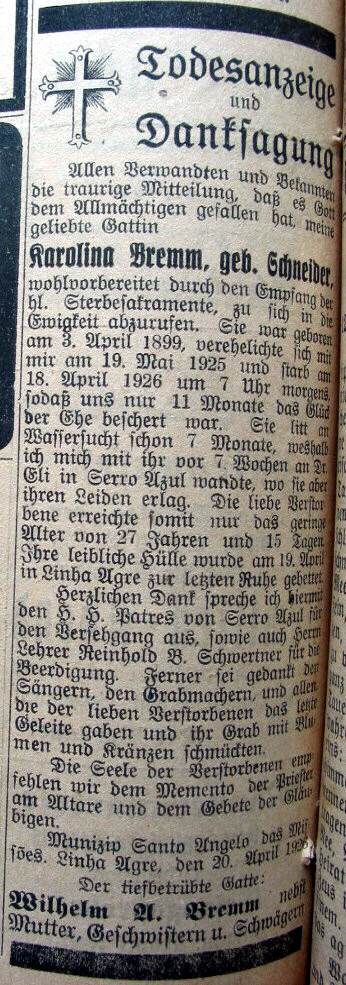 Todesanzeige
und
Danksagung
Allen Verwandten und Bekannten
die traurige Mitteilung, daß es Gott
dem Allmächtigen gefallen hat, meine
geliebte Gattin
Karolina Bremm, geb. Schneider,
wohlvorbereitet durch den Empfang der
hl. Sterbesakramente, zu sich in die
Ewigkeit abzurufen. Sie war geboren
am 3. April 1899, verehelichte sich mit
mir am 19. Mai 1925 und starb am
18. April 1926 um 7 Uhr morgens,
sodaß uns nur 11 Monate das Glück
der Ehe beschert war. Sie litt an
Wassersucht schon 7 Monate, weshalb
ich mich mit ihr vor 7 Wochen an Dr.
Eli in Serro Azul wandte, wo sie aber
ihren Leiden erlag. Die liebe Verstor
bene erreichte somit nur das geringe
Alter von 27 Jahren und 15 Tagen
Ihre leibliche Hülle wurde am 19. April
in Linha Agre zur letzten Ruhe gebettet.
Herzlichen Dank spreche ich hiermit
den H. H. Patres von Serro Azul für
den Versehgang aus, sowie auch Herrn
Lehrer Reinhold B. Schwertner für die
Beerdigung. Ferner sei gedankt den
Sängern, den Grabmachern, und allen
die der lieben Verstorbenen das letzte
Geleite gaben und ihr Grab mit Blu-
men und Kränzen schmückten.
Die Seele der Verstorbenen emp-
fehlen wir dem Memento der Priester
am Altare und dem Gebete der Gläu-
bigen.
Munizip Santo Angelo das Mis-
sões. Linha Agre, den 20. April 1926
Der tiefbetrübte Gatte:
Wilhelm A. Bremm nebst
Mutter, Geschwistern u. Schwägern